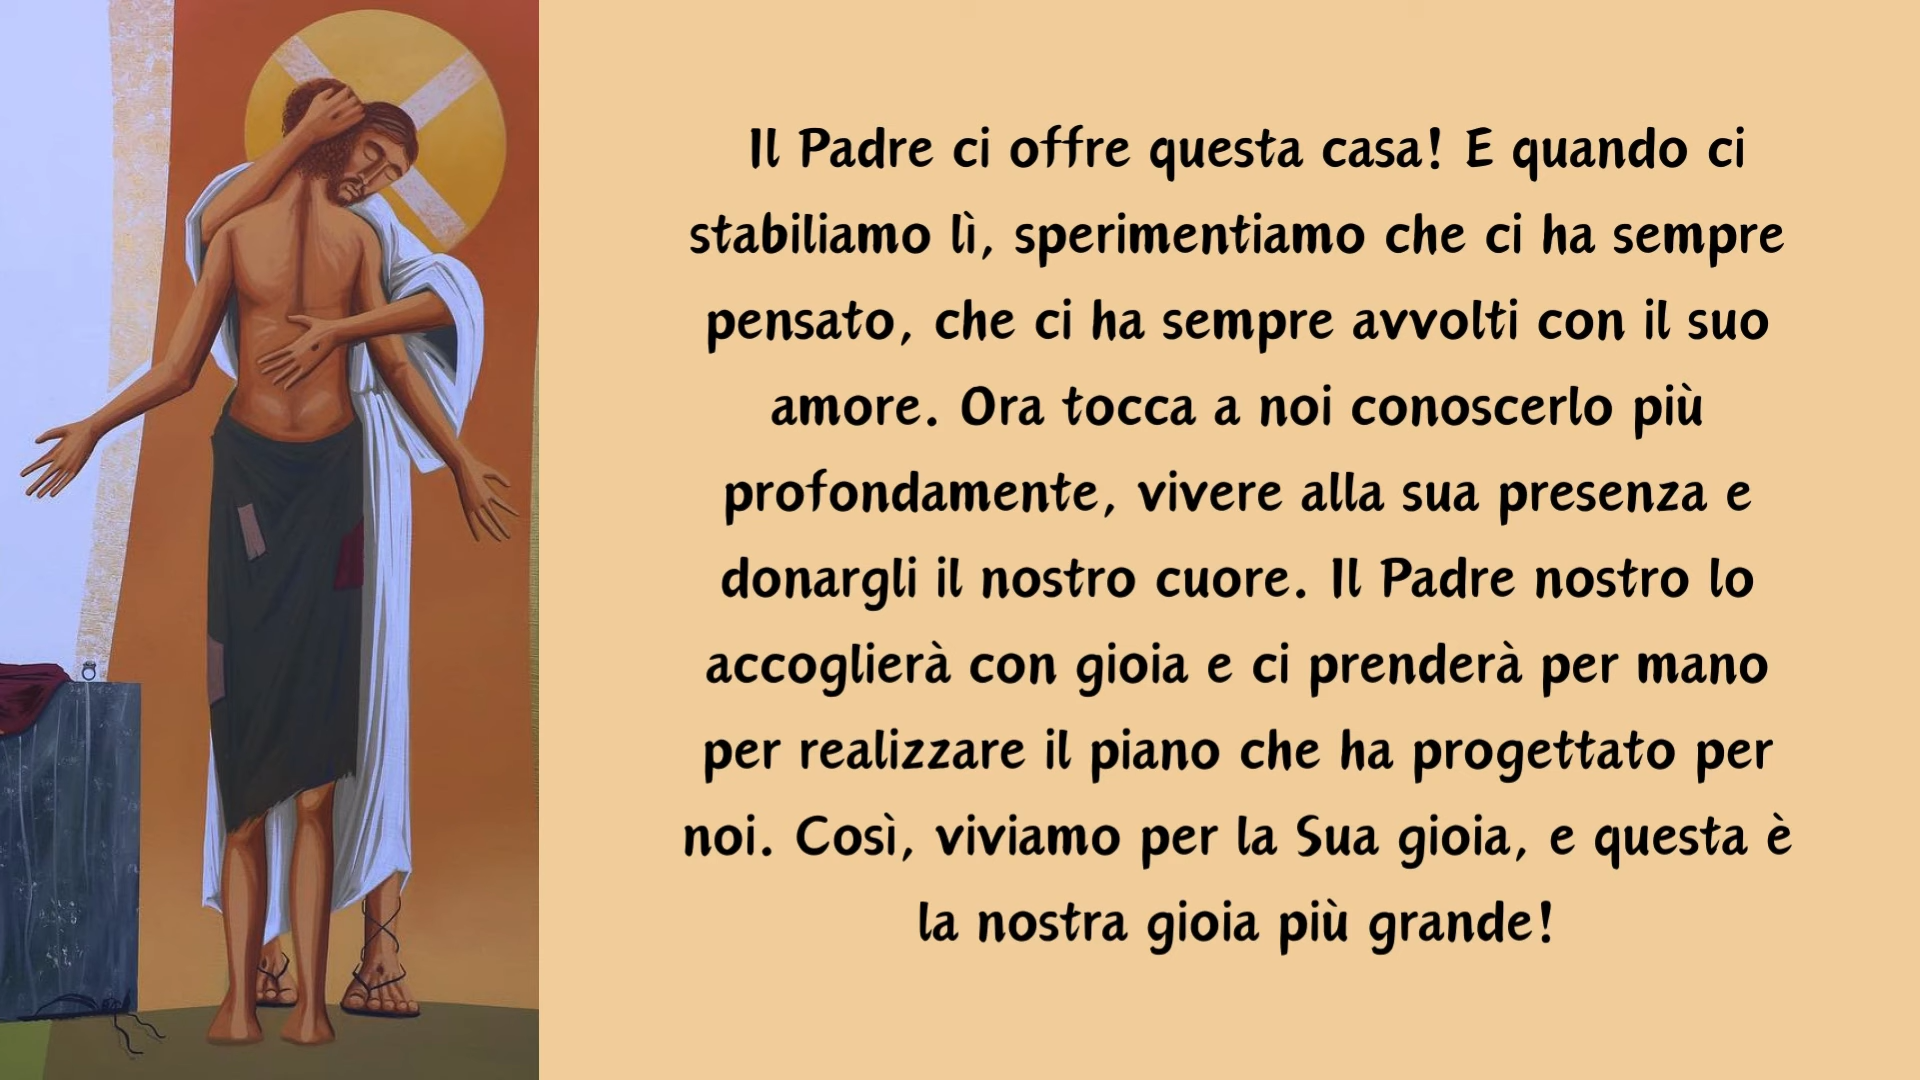 Il Padre ci offre questa casa! E quando ci
stabiliamo lì, sperimentiamo che ci ha sempre
pensato, che ci ha sempre avvolti con il suo
amore. Ora tocca a noi conoscerlo più
profondamente, vivere alla sua presenza e
donargli il nostro cuore. Il Padre nostro lo
accoglierà con gioia e ci prenderà per mano
per realizzare il piano che ha progettato per
noi. Così, viviamo per la Sua gioia, e questa è
la nostra gioia più grande!